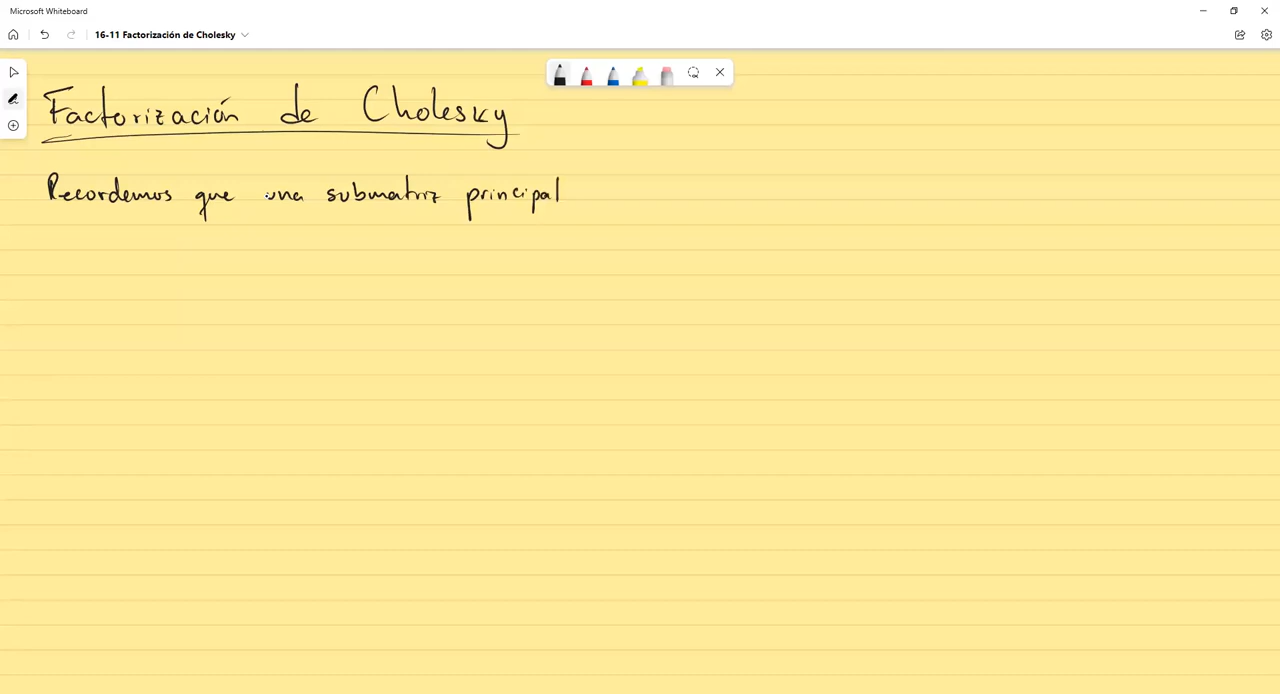 Microsoft Whiteboard
16-11 Factorización de Cholesky
Factorización de Cholesky
Recordemos que una submatriz principal